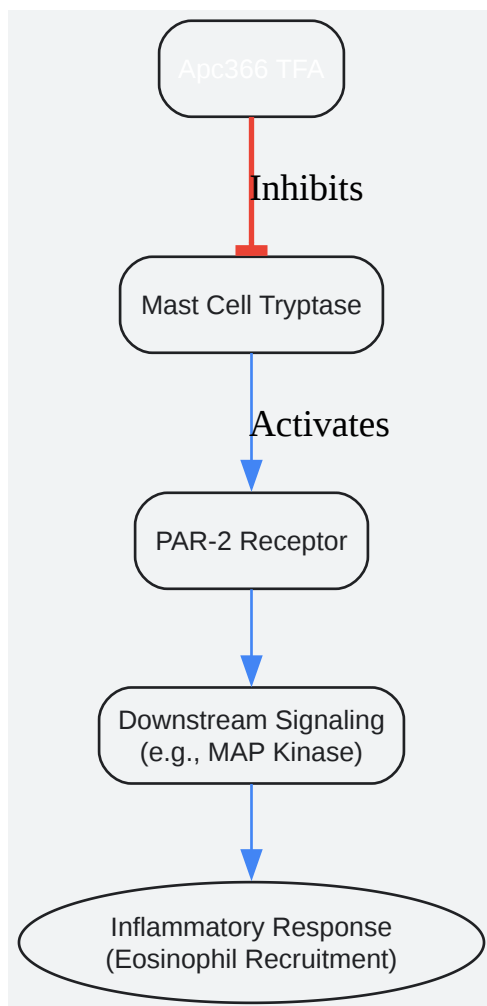 Apc366 TFA
Inhibits
Mast Cell Tryptase
Activates
PAR-2 Receptor
Downstream Signaling
(e.g., MAP Kinase)
Inflammatory Response
(Eosinophil Recruitment)